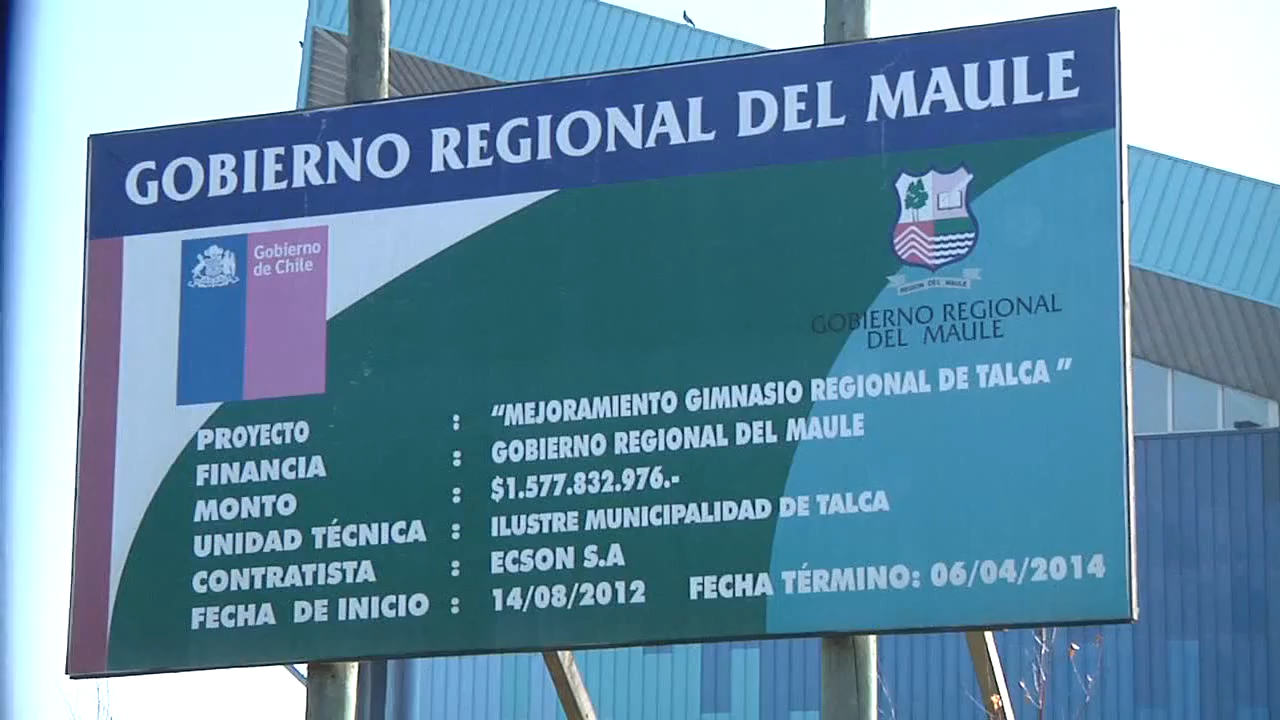 GOBIERNO REGIONAL DEL MAULE
Gobierno
de Chile
REGION DEL MAULE
GOBIERNO REGIONAL
DEL MAULE
PROYECTO : “MEJORAMIENTO GIMNASIO REGIONAL DE TALCA ”
FINANCIA : GOBIERNO REGIONAL DEL MAULE
MONTO : $1.577.832.976.-
UNIDAD TÉCNICA : ILUSTRE MUNICIPALIDAD DE TALCA
CONTRATISTA : ECSON S.A
FECHA DE INICIO : 14/08/2012 FECHA TÉRMINO: 06/04/2014